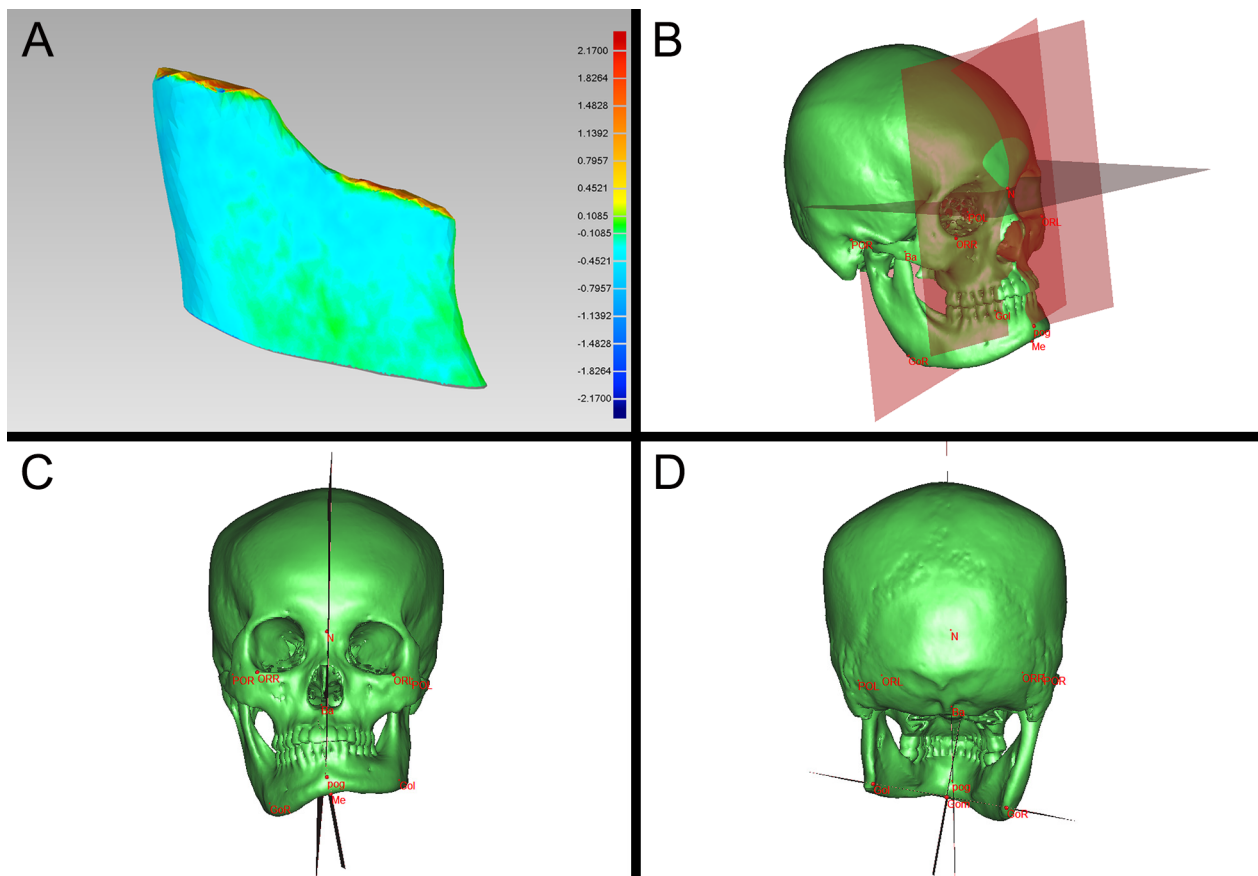 A
2.1700
1.8264
1.4828
1.1392
0.7957
0.4521
0.1085
-0.1085
-0.4521
-0.7957
-1.1392
-1.4828
-1.8264
-2.1700
B
N
ORL
ORR
Ba
Gol
pog
Me
GoR
C
N
POR
ORR
ORL
Ba
pog
Gol
Me
GoR
D
N
POL
ORL
ORR
Ba
Gol
pog
GoR